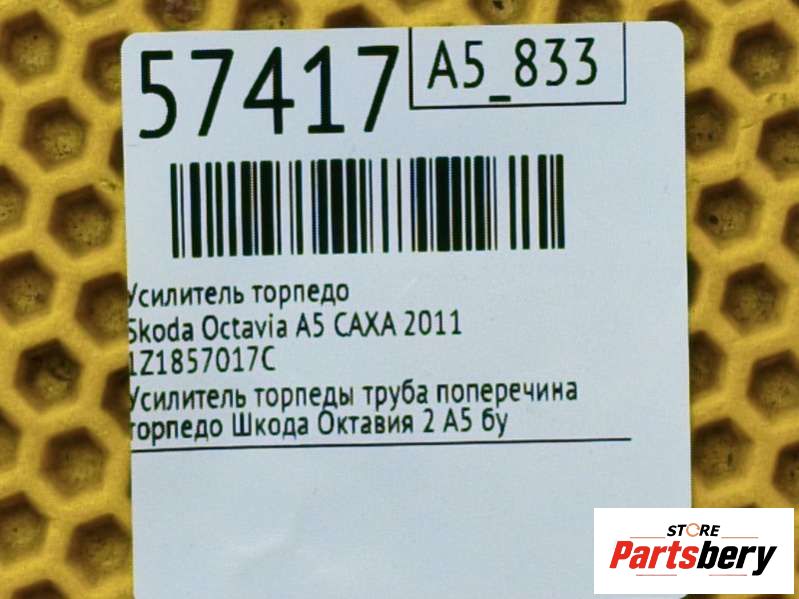 57417
A5_833
Усилитель торпедо
Skoda Octavia A5 CAXA 2011
1Z1857017C
Усилитель торпеды труба поперечина
торпедо Шкода Октавия 2 А5 бу
STORE
Partsbery